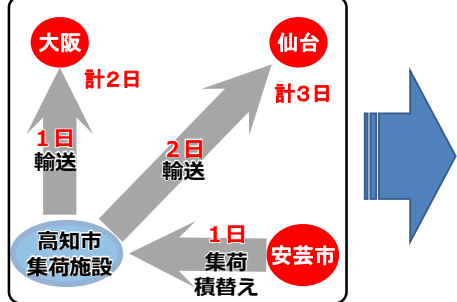 大阪
仙台
計２日
計３日
１日
輸送
２日
輸送
高知市
集荷施設
１日
集荷
積替え
安芸市